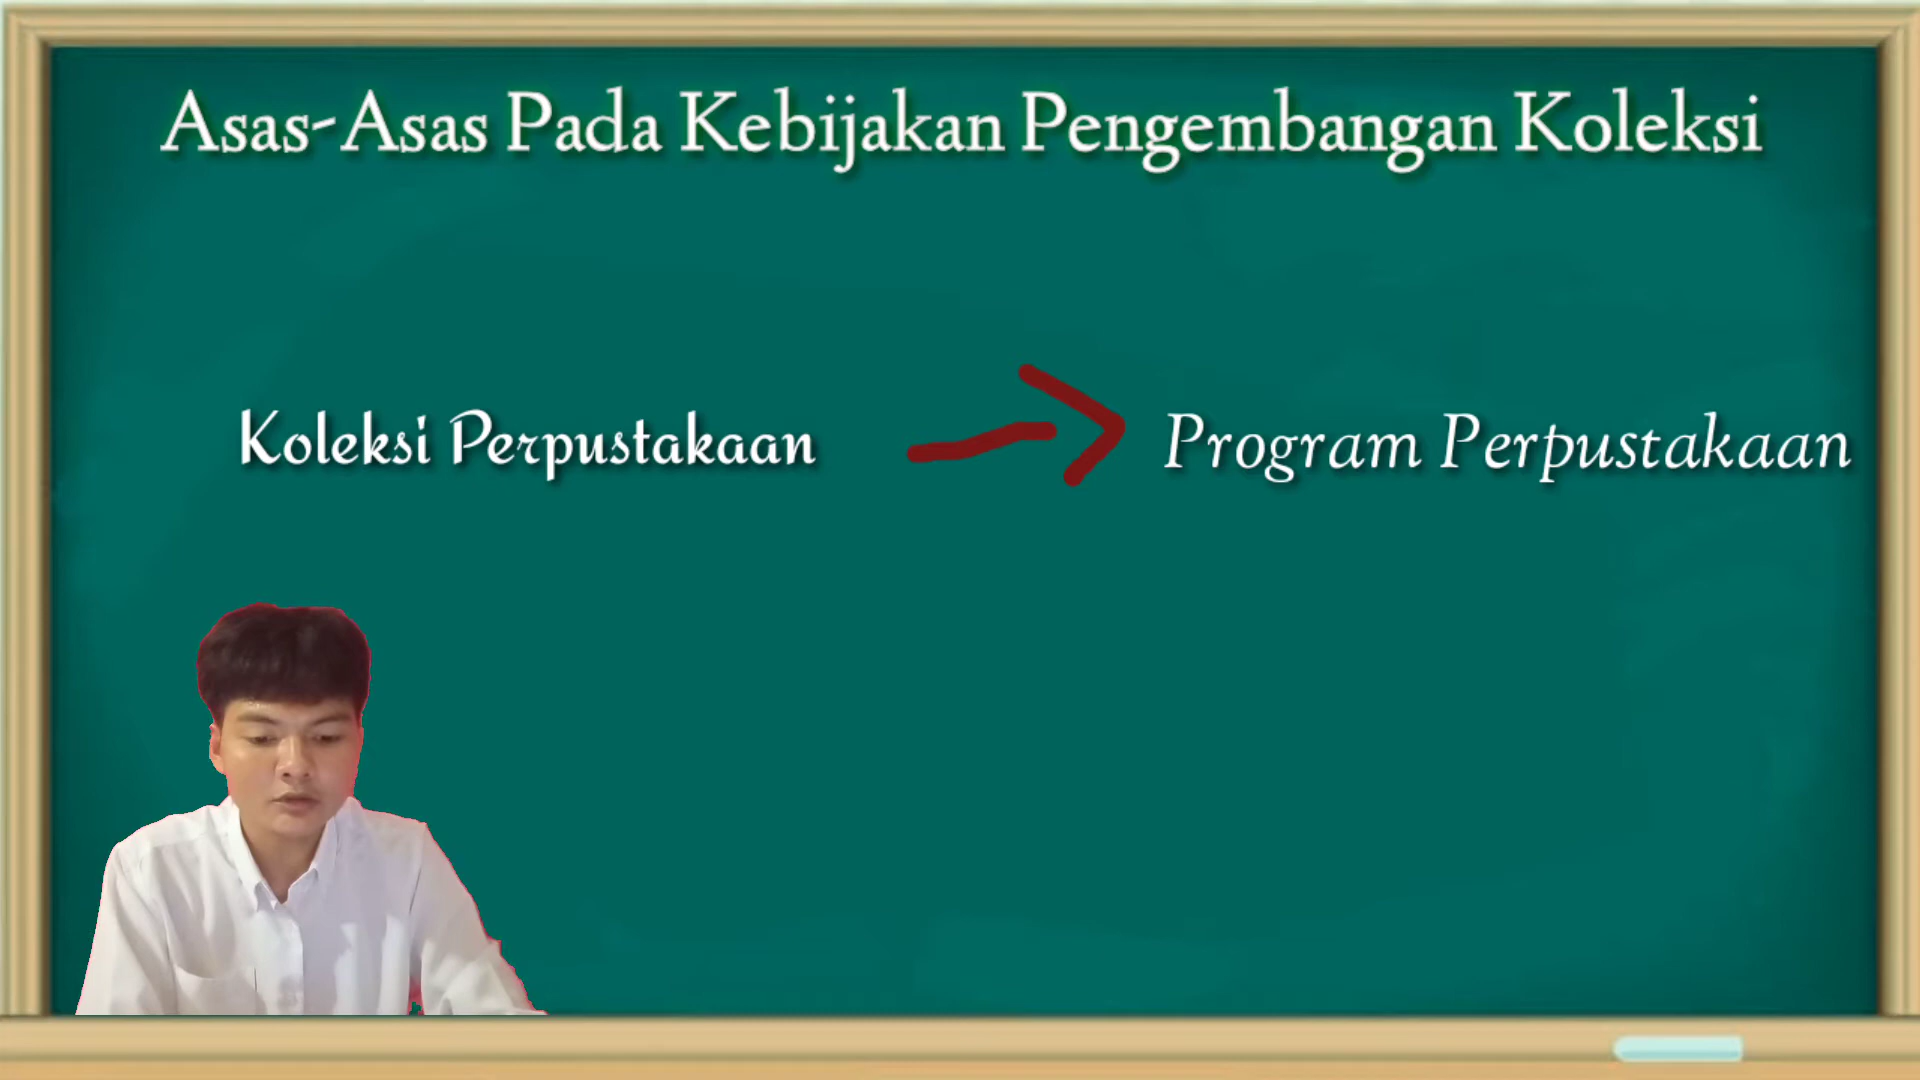 Asas-Asas Pada Kebijakan Pengembangan Koleksi
Koleksi Perpustakaan
Program Perpustakaan